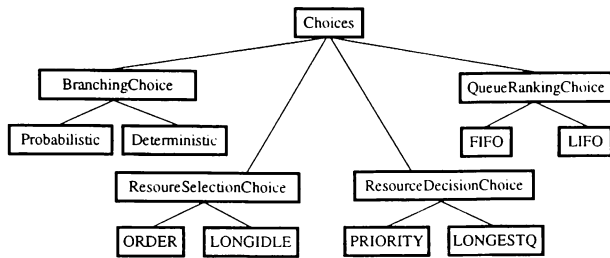 Choices
BranchingChoice
QueueRankingChoice
Probabilistic
Deterministic
FIFO
LIFO
ResoureSelectionChoice
ResourceDecisionChoice
ORDER
LONGIDLE
PRIORITY
LONGESTQ